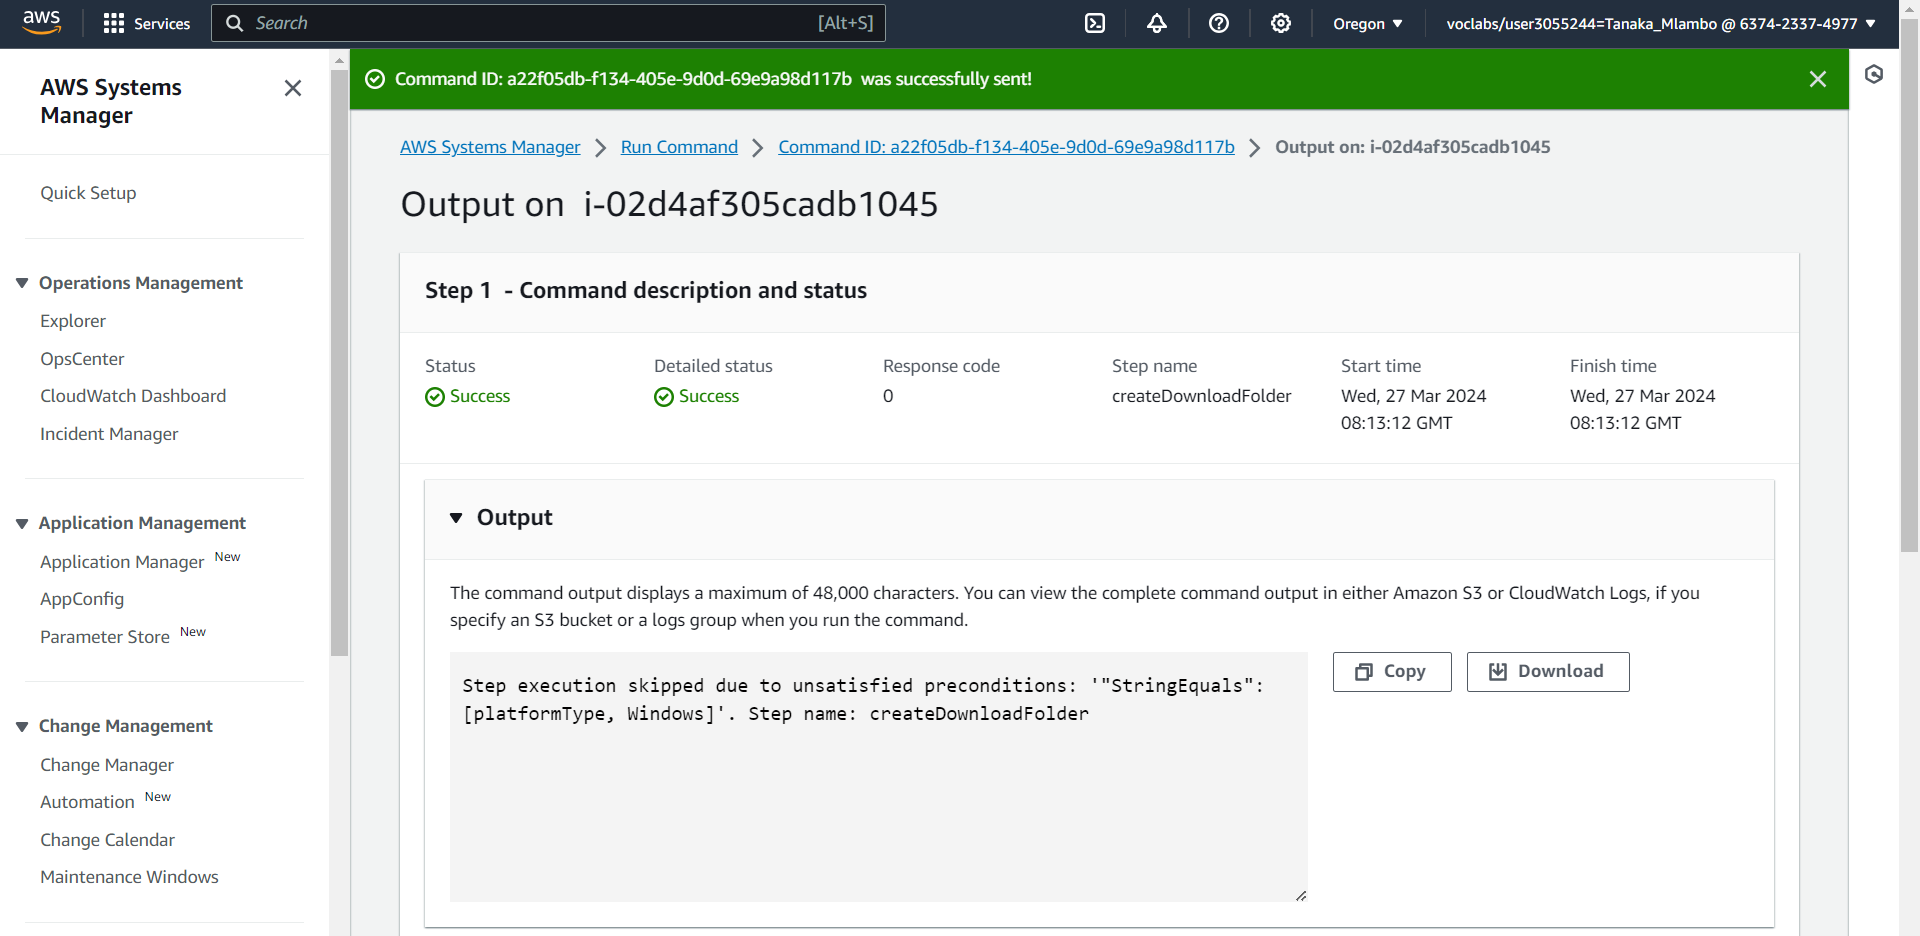 aws
Services
Search
[Alt+S]
Oregon
voclabs/user3055244=Tanaka_Mlambo @ 6374-2337-4977
AWS Systems
Manager
Quick Setup
Operations Management
Explorer
OpsCenter
CloudWatch Dashboard
Incident Manager
Application Management
Application Manager New
AppConfig
Parameter Store New
Change Management
Change Manager
Automation New
Change Calendar
Maintenance Windows
Command ID: a22f05db-f134-405e-9d0d-69e9a98d117b was successfully sent!
AWS Systems Manager
Run Command
Command ID: a22f05db-f134-405e-9d0d-69e9a98d117b
Output on: i-02d4af305cadb1045
Output on i-02d4af305cadb1045
Step 1 - Command description and status
Status
Success
Detailed status
Success
Response code
0
Step name
createDownloadFolder
Start time
Wed, 27 Mar 2024
08:13:12 GMT
Finish time
Wed, 27 Mar 2024
08:13:12 GMT
Output
The command output displays a maximum of 48,000 characters. You can view the complete command output in either Amazon S3 or CloudWatch Logs, if you
specify an S3 bucket or a logs group when you run the command.
Step execution skipped due to unsatisfied preconditions: '"StringEquals":
[platformType, Windows]'. Step name: createDownloadFolder
Copy
Download